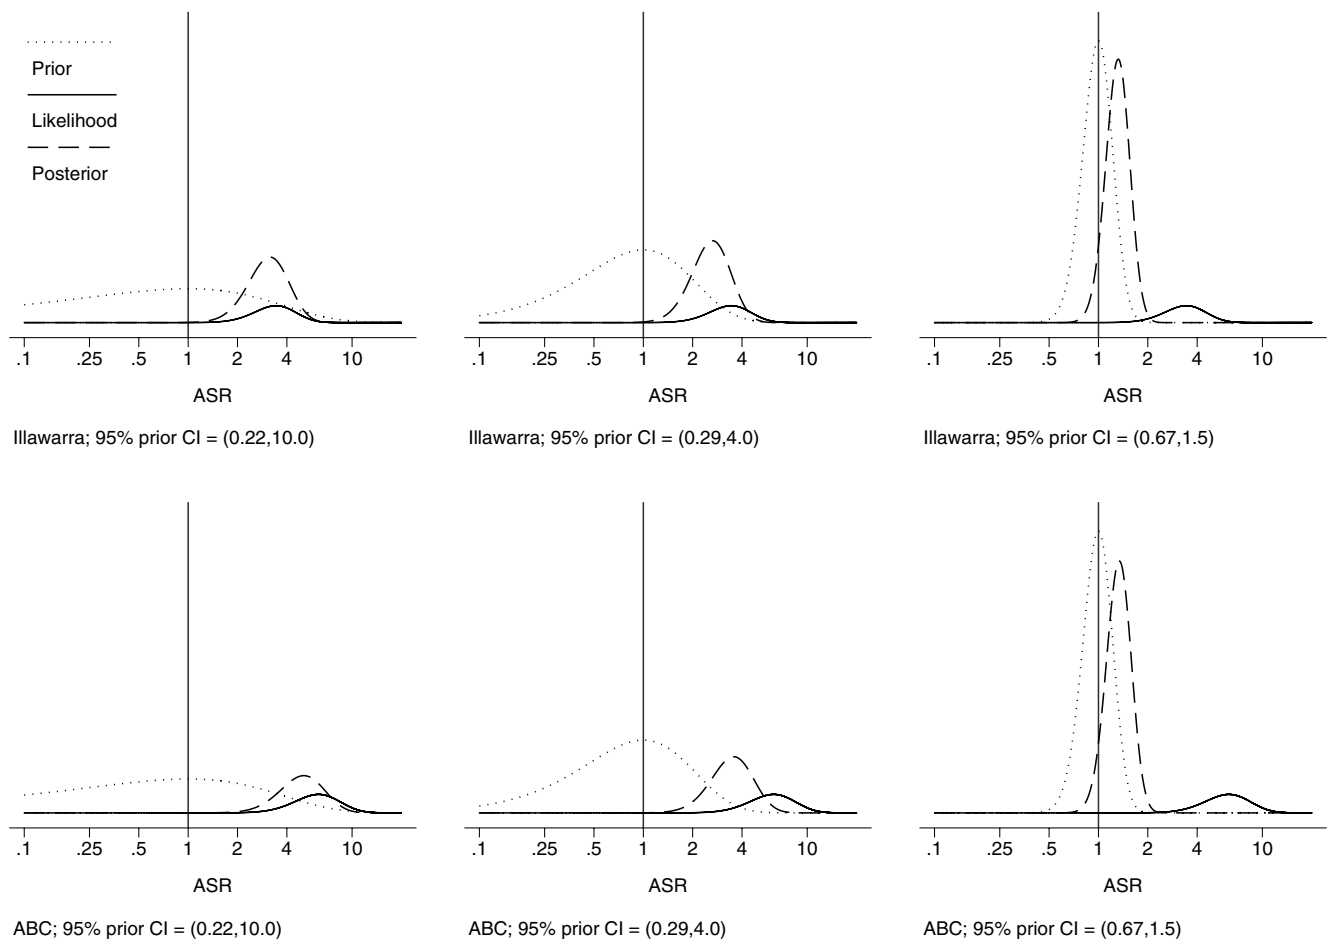 Prior
Likelihood
Posterior
.1 .25 .5 1 2 4 10
ASR
Illawarra; 95% prior CI = (0.22,10.0)
.1 .25 .5 1 2 4 10
ASR
Illawarra; 95% prior CI = (0.29,4.0)
.1 .25 .5 1 2 4 10
ASR
Illawarra; 95% prior CI = (0.67,1.5)
.1 .25 .5 1 2 4 10
ASR
ABC; 95% prior CI = (0.22,10.0)
.1 .25 .5 1 2 4 10
ASR
ABC; 95% prior CI = (0.29,4.0)
.1 .25 .5 1 2 4 10
ASR
ABC; 95% prior CI = (0.67,1.5)